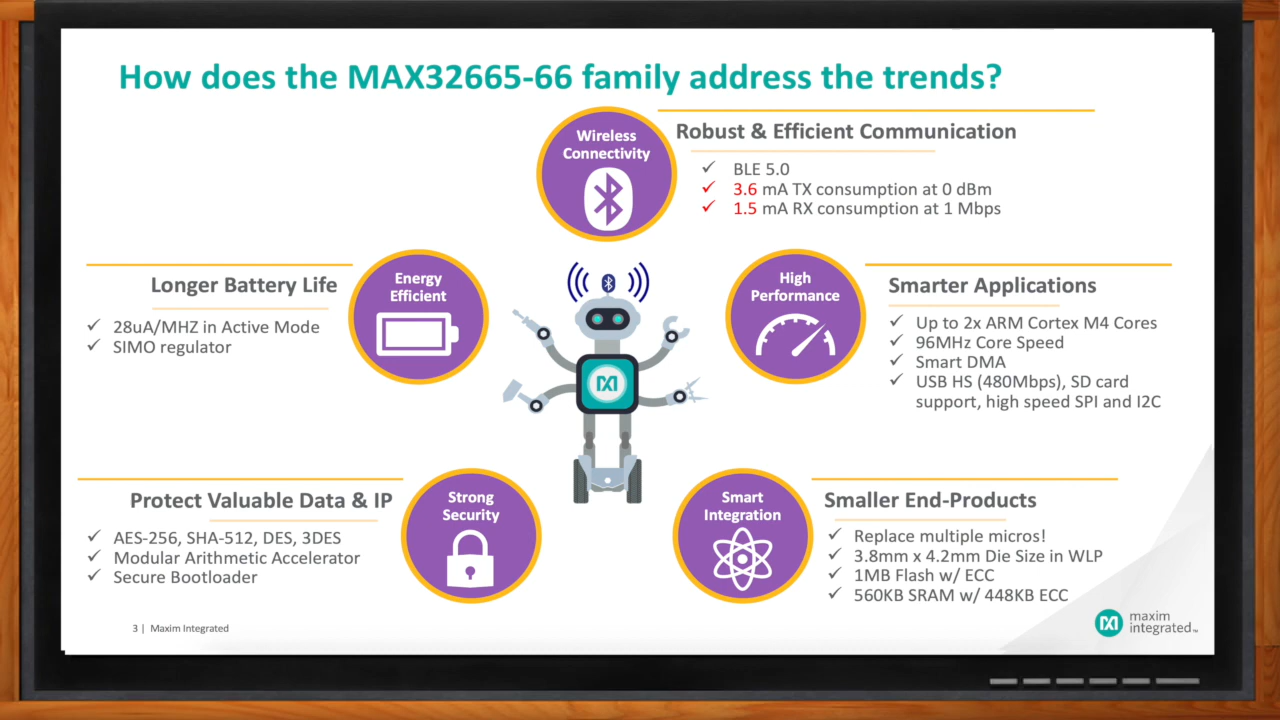 How does the MAX32665-66 family address the trends?
Wireless
Connectivity
Robust & Efficient Communication
BLE 5.0
3.6 mA TX consumption at 0 dBm
1.5 mA RX consumption at 1 Mbps
Longer Battery Life
28uA/MHZ in Active Mode
SIMO regulator
Energy
Efficient
High
Performance
Smarter Applications
Up to 2x ARM Cortex M4 Cores
96MHz Core Speed
Smart DMA
USB HS (480Mbps), SD card
support, high speed SPI and I2C
Protect Valuable Data & IP
AES-256, SHA-512, DES, 3DES
Modular Arithmetic Accelerator
Secure Bootloader
Strong
Security
Smart
Integration
Smaller End-Products
Replace multiple micros!
3.8mm x 4.2mm Die Size in WLP
1MB Flash w/ ECC
560KB SRAM w/ 448KB ECC
3 | Maxim Integrated
maxim
integrated™